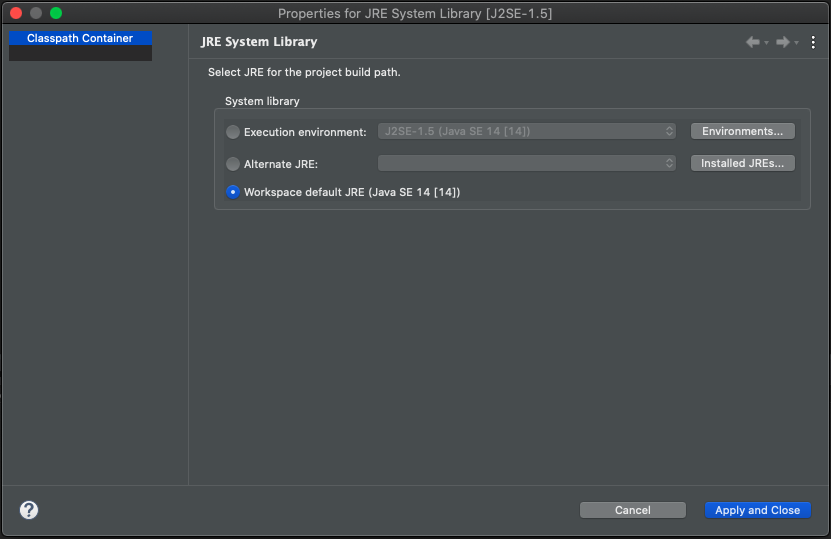 Properties for JRE System Library [J2SE-1.5]
Classpath Container
JRE System Library
Select JRE for the project build path.
System library
Execution environment: J2SE-1.5 (Java SE 14 [14]) Environments...
Alternate JRE: Installed JREs...
Workspace default JRE (Java SE 14 [14])
? Cancel Apply and Close